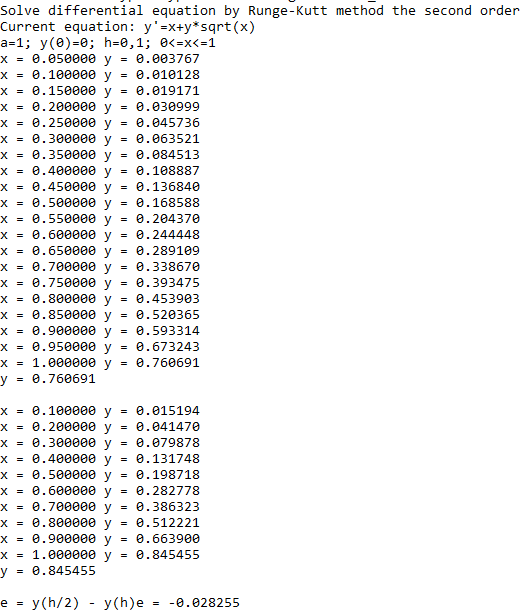 Solve differential equation by Runge-Kutt method the second order
Current equation: y'=x+y*sqrt(x)
a=1; y(0)=0; h=0,1; 0<=x<=1
x = 0.050000 y = 0.003767
x = 0.100000 y = 0.010128
x = 0.150000 y = 0.019171
x = 0.200000 y = 0.030999
x = 0.250000 y = 0.045736
x = 0.300000 y = 0.063521
x = 0.350000 y = 0.084513
x = 0.400000 y = 0.108887
x = 0.450000 y = 0.136840
x = 0.500000 y = 0.168588
x = 0.550000 y = 0.204370
x = 0.600000 y = 0.244448
x = 0.650000 y = 0.289109
x = 0.700000 y = 0.338670
x = 0.750000 y = 0.393475
x = 0.800000 y = 0.453903
x = 0.850000 y = 0.520365
x = 0.900000 y = 0.593314
x = 0.950000 y = 0.673243
x = 1.000000 y = 0.760691
y = 0.760691
x = 0.100000 y = 0.015194
x = 0.200000 y = 0.041470
x = 0.300000 y = 0.079878
x = 0.400000 y = 0.131748
x = 0.500000 y = 0.198718
x = 0.600000 y = 0.282778
x = 0.700000 y = 0.386323
x = 0.800000 y = 0.512221
x = 0.900000 y = 0.663900
x = 1.000000 y = 0.845455
y = 0.845455
e = y(h/2) - y(h)e = -0.028255